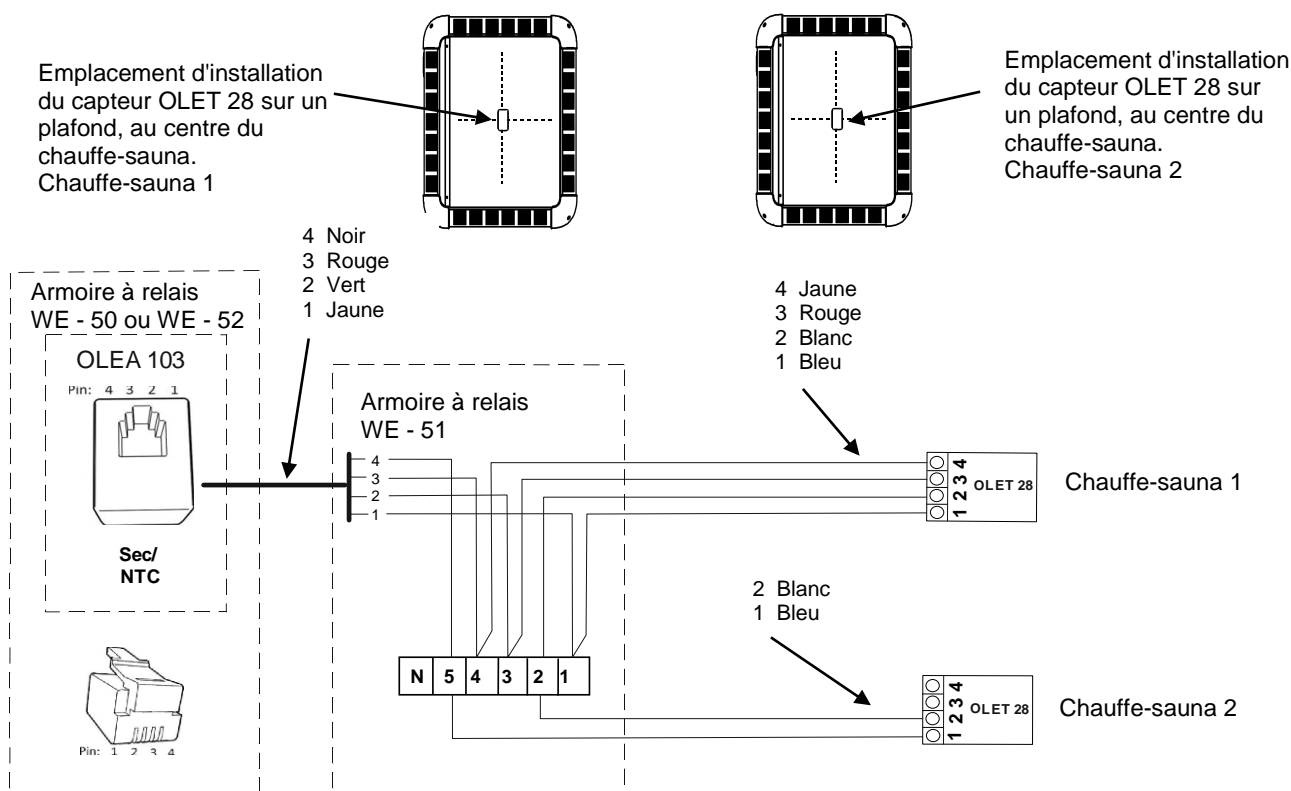 Emplacement d'installation
du capteur OLET 28 sur un
plafond, au centre du
chauffe-sauna.
Chauffe-sauna 1
Emplacement d'installation
du capteur OLET 28 sur
un plafond, au centre du
chauffe-sauna.
Chauffe-sauna 2
4 Noir
3 Rouge
2 Vert
1 Jaune
4 Jaune
3 Rouge
2 Blanc
1 Bleu
Armoire à relais
WE - 50 ou WE - 52
OLEA 103
Pin: 4 3 2 1
Sec/
NTC
Pin: 1 2 3 4
Armoire à relais
WE - 51
4
3
2
1
N 5 4 3 2 1
1 2 3 4
OLET 28
Chauffe-sauna 1
2 Blanc
1 Bleu
1 2 3 4
OLET 28
Chauffe-sauna 2